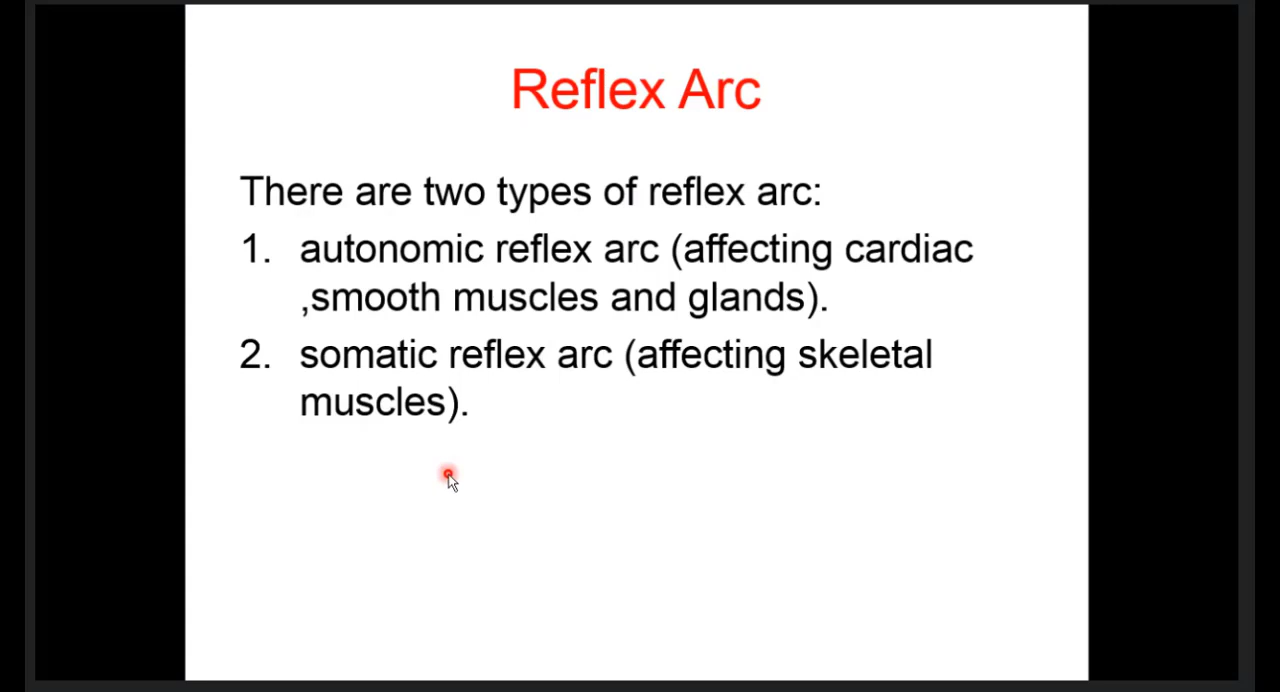 Reflex Arc
There are two types of reflex arc:
1. autonomic reflex arc (affecting cardiac
,smooth muscles and glands).
2. somatic reflex arc (affecting skeletal
muscles).